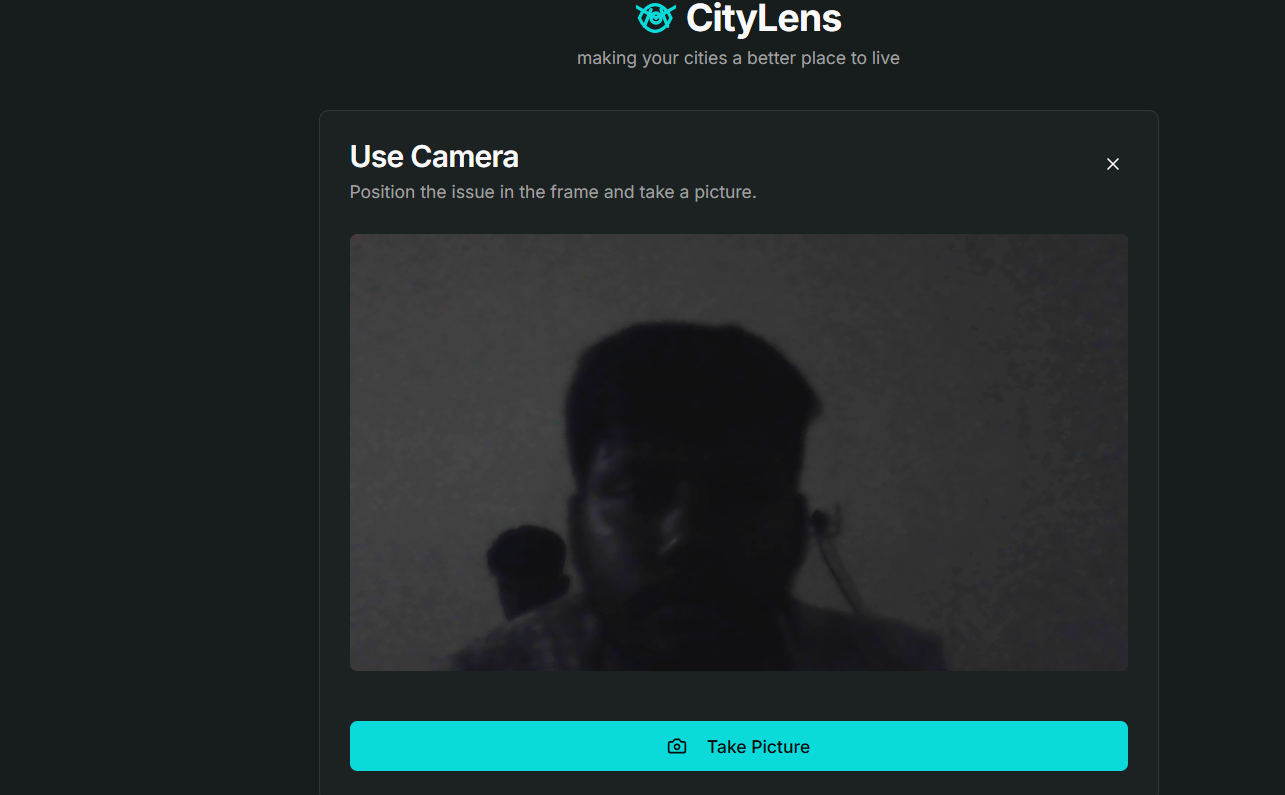 CityLens
making your cities a better place to live
Use Camera
Position the issue in the frame and take a picture.
Take Picture